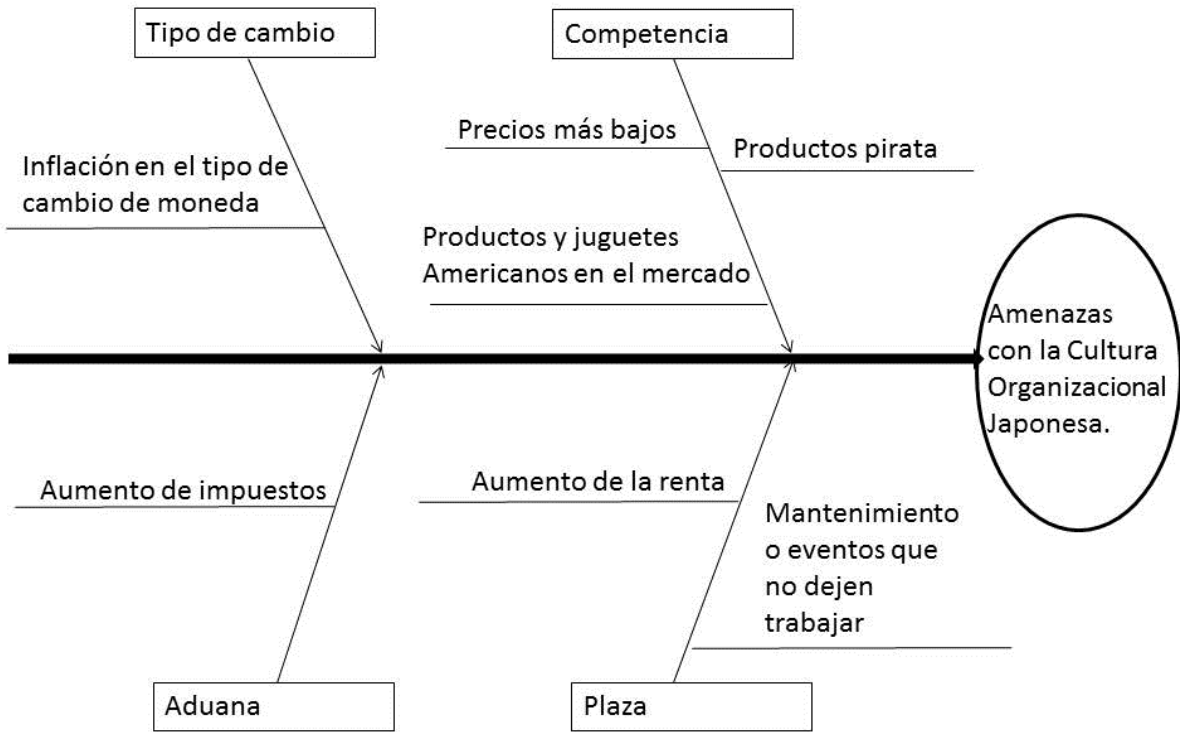 Tipo de cambio
Competencia
Precios más bajos
Productos pirata
Inflación en el tipo de
cambio de moneda
Productos y juguetes
Americanos en el mercado
Amenazas
con la Cultura
Organizacional
Japonesa.
Aumento de impuestos
Aumento de la renta
Mantenimiento
o eventos que
no dejen
trabajar
Aduana
Plaza